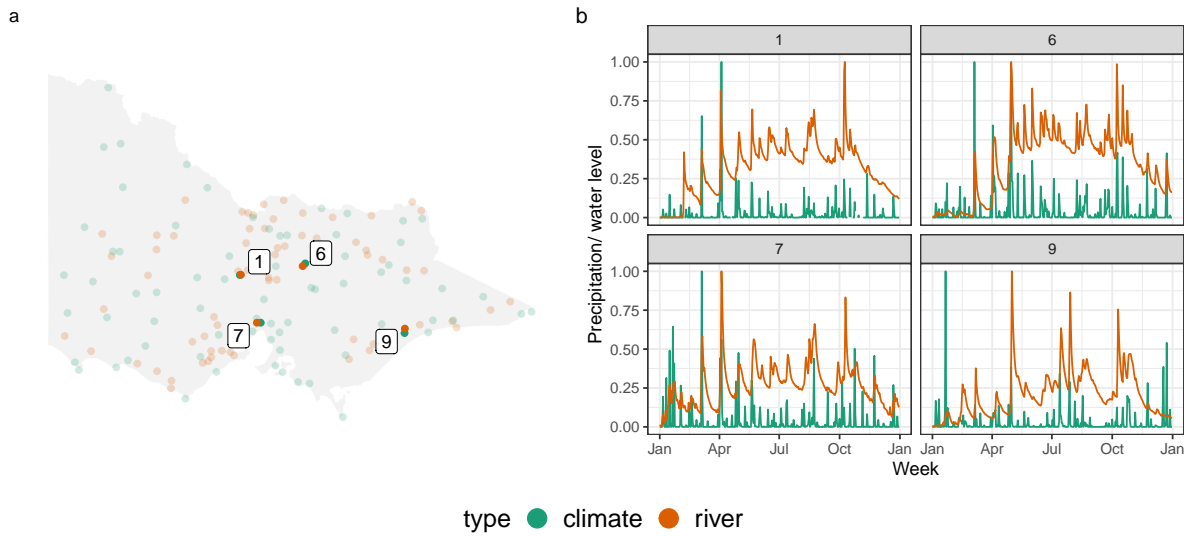 a
1
6
7
9
b
1
6
Precipitation/ water level
1.00
0.75
0.50
0.25
0.00
7
9
1.00
0.75
0.50
0.25
0.00
Jan
Apr
Jul
Oct
Jan
Jan
Apr
Jul
Oct
Jan
Week
type climate river